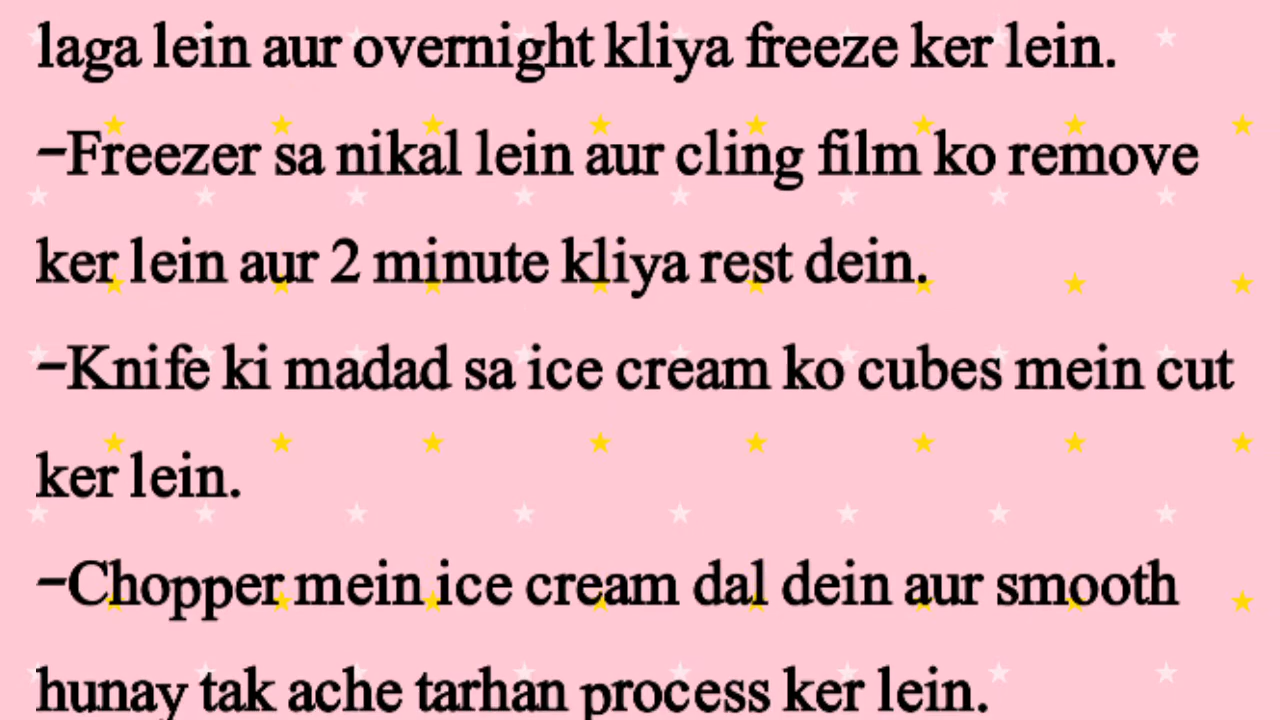 laga lein aur overnight kliya freeze ker lein.
-Freezer sa nikal lein aur cling film ko remove
ker lein aur 2 minute kliya rest dein.
-Knife ki madad sa ice cream ko cubes mein cut
ker lein.
-Chopper mein ice cream dal dein aur smooth
hunay tak ache tarhan process ker lein.